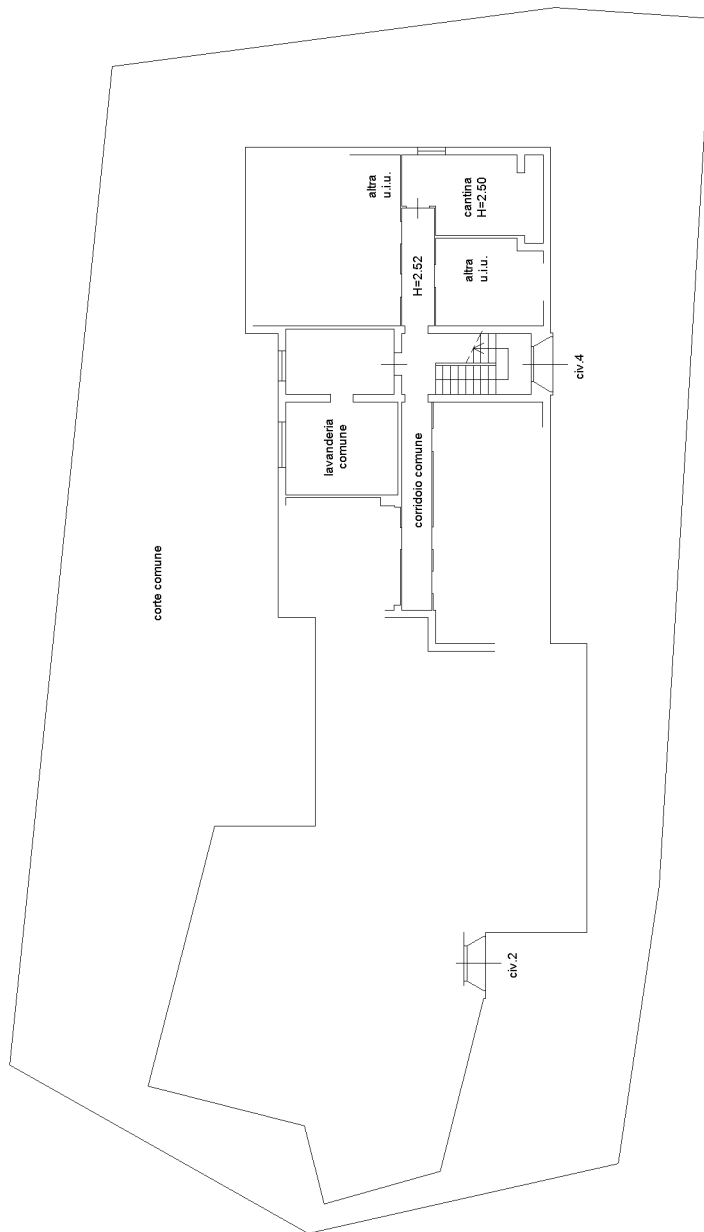 altra
u.i.u.
cantina
H=2.50
H=2.52
altra
u.i.u.
civ.4
lavanderia
comune
corridoio comune
corte comune
civ.2